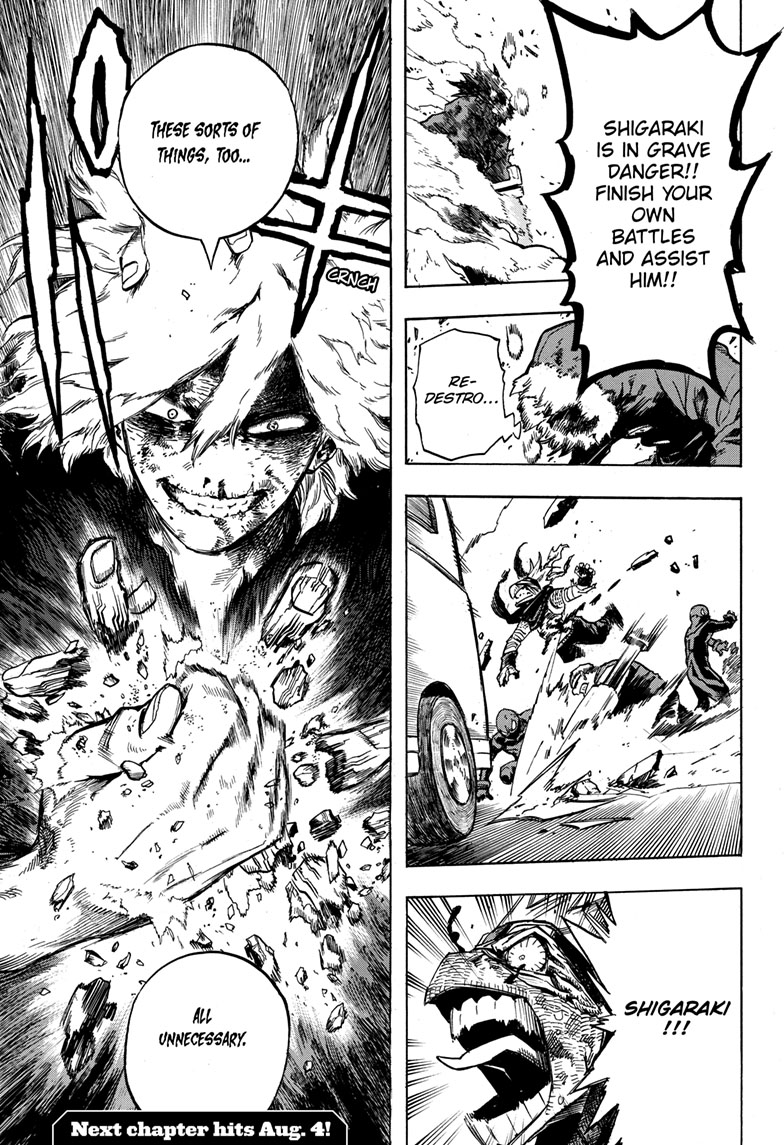 SHIGARAKI
IS IN GRAVE
DANGER!!
FINISH YOUR
OWN
BATTLES
AND ASSIST
HIM!!
RE-
DESTRO...
SHIGARAKI
!!!
THESE SORTS OF
THINGS, TOO...
CRNCH
ALL
UNNECESSARY.
Next chapter hits Aug. 4!